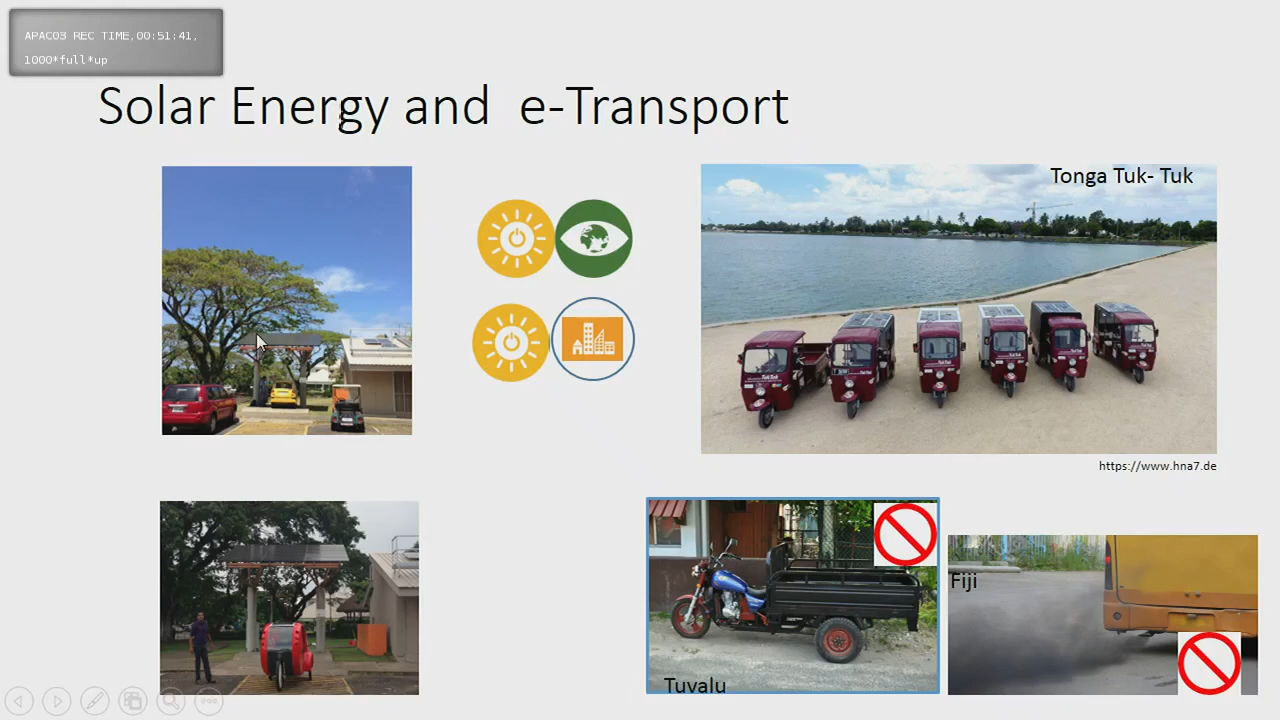 APAC03 REC TIME,00:51:41,
1000*full*up
Solar Energy and  e-Transport
Tonga Tuk- Tuk
https://www.hna7.de
Fiji
Tuvalu